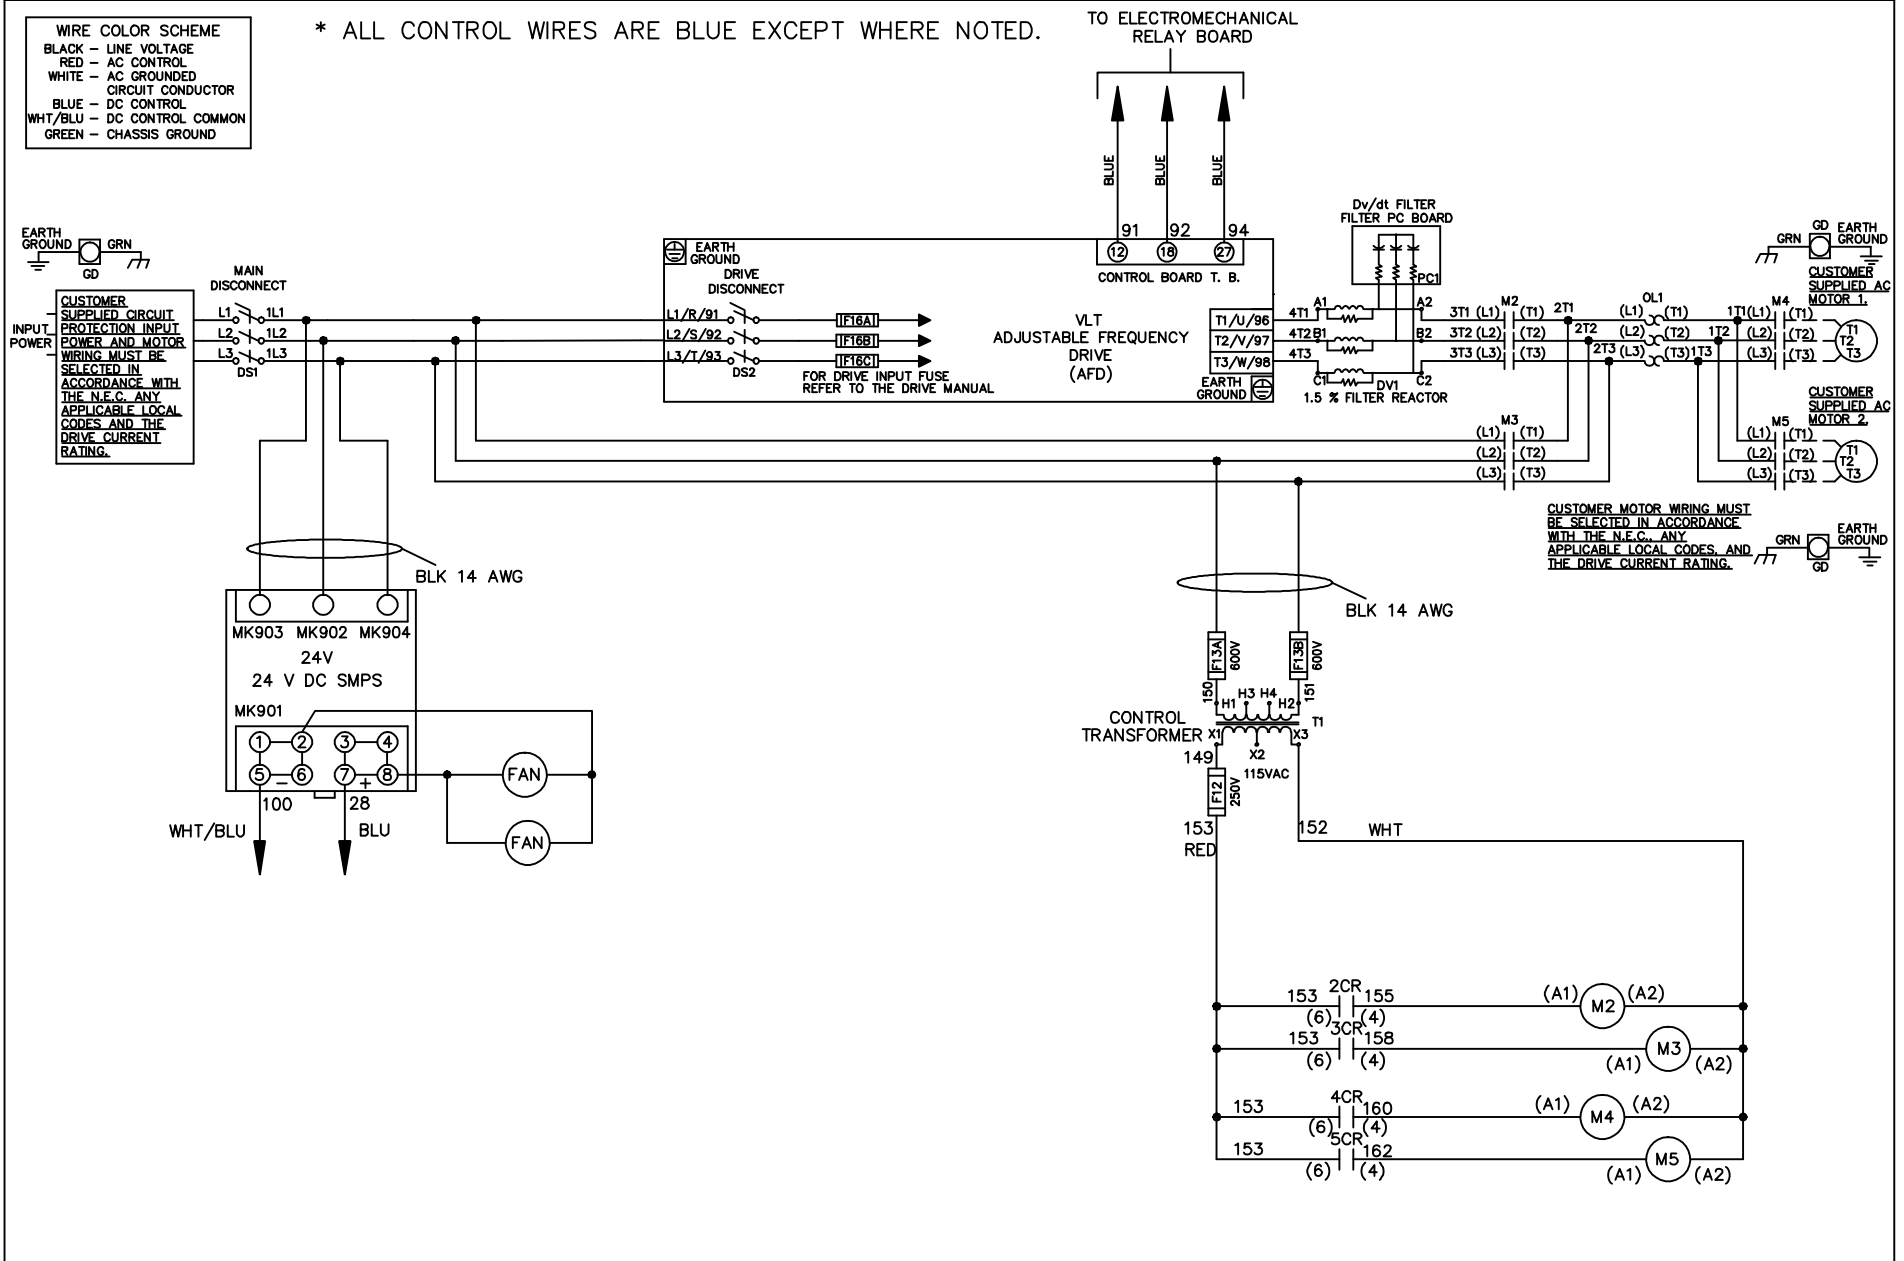 WIRE COLOR SCHEME
BLACK – LINE VOLTAGE
RED – AC CONTROL
WHITE – AC GROUNDED
CIRCUIT CONDUCTOR
BLUE – DC CONTROL
WHT/BLU – DC CONTROL COMMON
GREEN – CHASSIS GROUND
* ALL CONTROL WIRES ARE BLUE EXCEPT WHERE NOTED.
TO ELECTROMECHANICAL
RELAY BOARD
BLUE
BLUE
BLUE
91 92 94
12 18 27
CONTROL BOARD T. B.
EARTH
GROUND
GRN
GD
MAIN
DISCONNECT
L1 1L1
L2 1L2
L3 1L3
DS1
INPUT
POWER
CUSTOMER
SUPPLIED CIRCUIT
PROTECTION INPUT
POWER AND MOTOR
WIRING MUST BE
SELECTED IN
ACCORDANCE WITH
THE N.E.C. ANY
APPLICABLE LOCAL
CODES AND THE
DRIVE CURRENT
RATING.
EARTH
GROUND
DRIVE
DISCONNECT
L1/R/91
L2/S/92
L3/T/93
DS2
F16A
F16B
F16C
FOR DRIVE INPUT FUSE
REFER TO THE DRIVE MANUAL
VLT
ADJUSTABLE FREQUENCY
DRIVE
(AFD)
T1/U/96
T2/V/97
T3/W/98
EARTH
GROUND
Dv/dt FILTER
FILTER PC BOARD
PC1
4T1 A1 A2
4T2 B1 B2
4T3 C1 C2
DV1
1.5 % FILTER REACTOR
M2
3T1 (L1) (T1) 2T1
3T2 (L2) (T2) 2T2
3T3 (L3) (T3) 2T3
OL1
(L1) (T1) 1T1
(L2) (T2) 1T2
(L3) (T3) 1T3
M4
(L1) (T1)
(L2) (T2)
(L3) (T3)
T1
T2
T3
GRN
GD
EARTH
GROUND
CUSTOMER
SUPPLIED AC
MOTOR 1.
CUSTOMER
SUPPLIED AC
MOTOR 2.
M3
(L1) (T1)
(L2) (T2)
(L3) (T3)
M5
(L1) (T1)
(L2) (T2)
(L3) (T3)
T1
T2
T3
CUSTOMER MOTOR WIRING MUST
BE SELECTED IN ACCORDANCE
WITH THE N.E.C., ANY
APPLICABLE LOCAL CODES, AND
THE DRIVE CURRENT RATING.
GRN
GD
EARTH
GROUND
BLK 14 AWG
MK903 MK902 MK904
24V
24 V DC SMPS
MK901
1 2 3 4
5 – 6 7 + 8
100 28
WHT/BLU BLU
FAN
FAN
BLK 14 AWG
F13A 600V
F13B 600V
150 151
H1 H3 H4 H2
T1
CONTROL
TRANSFORMER
X1 X2 X3
149
115VAC
F12 250V
153
RED
152 WHT
153 2CR 155 (A1) M2 (A2)
(6) (4)
153 3CR 158 M3
(6) (4) (A1) (A2)
153 4CR 160 (A1) M4 (A2)
(6) (4)
153 5CR 162 M5
(6) (4) (A1) (A2)